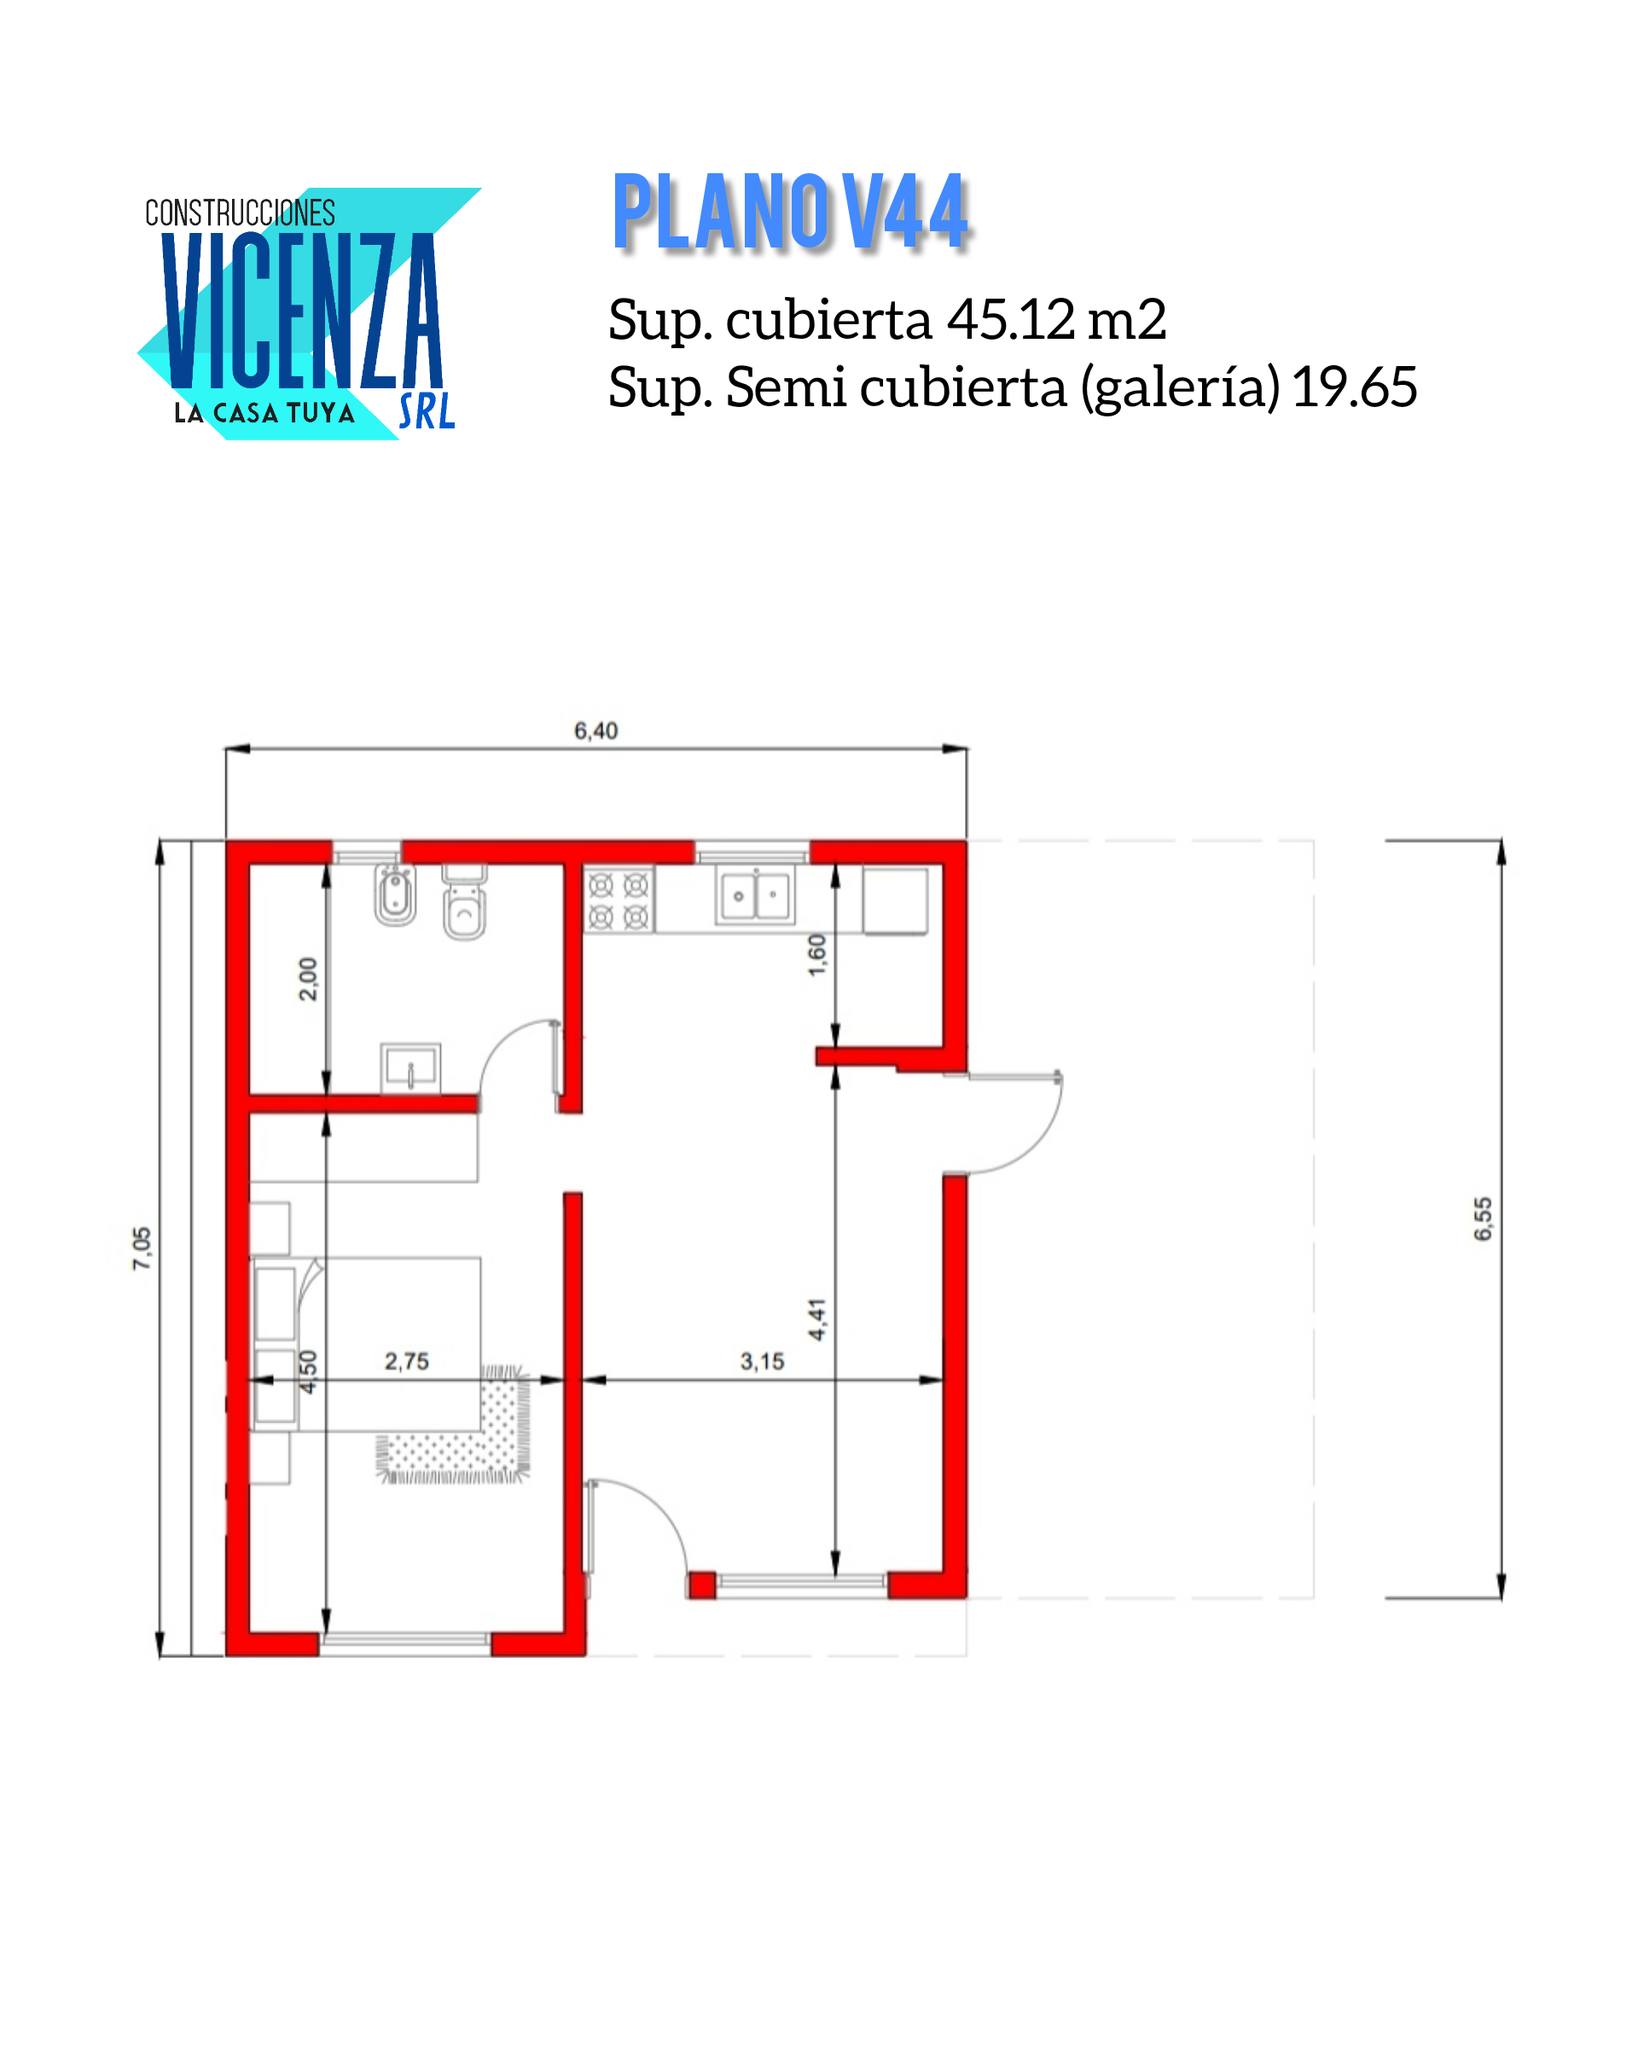 CONSTRUCCIONES
VICENZA
LA CASA TUYA
SRL
PLANO V44
Sup. cubierta 45.12 m2
Sup. Semi cubierta (galería) 19.65
6,40
2,00
1,60
7,05
6,55
4,41
4,50
2,75
3,15